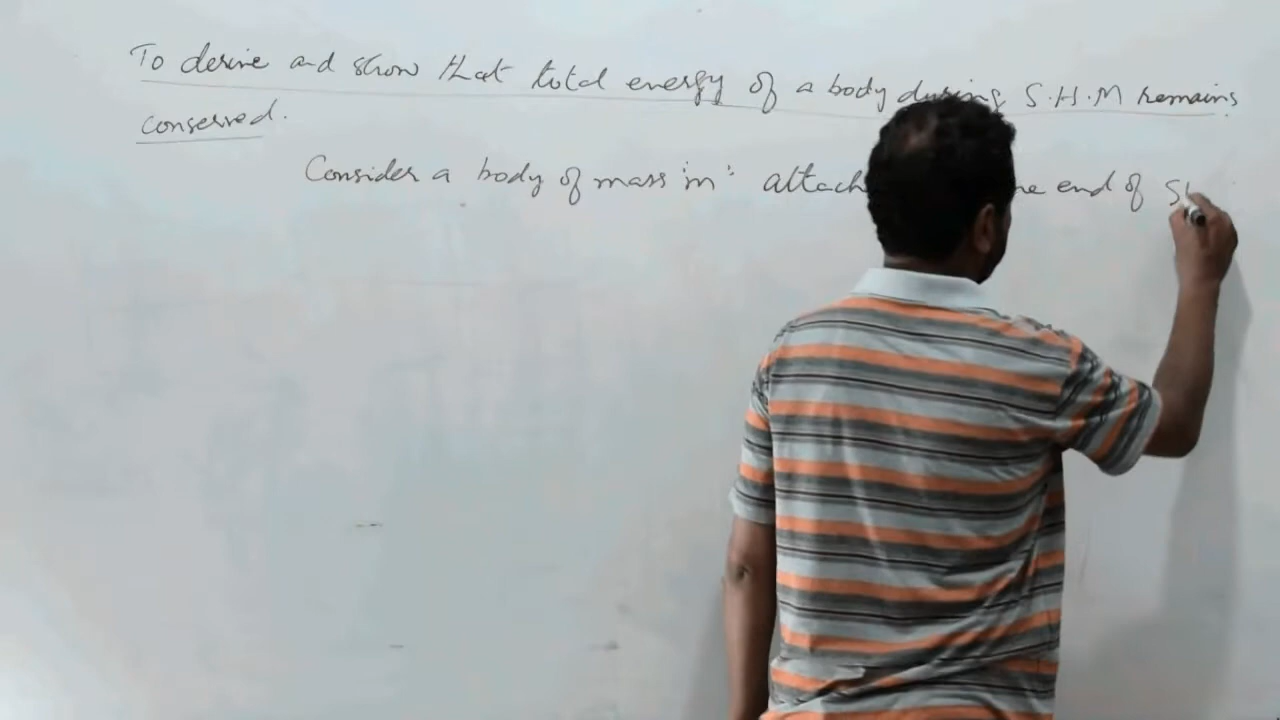 To derive and show that total energy of a body during S.H.M remains
conserved.
Consider a body of mass 'm' attach end of